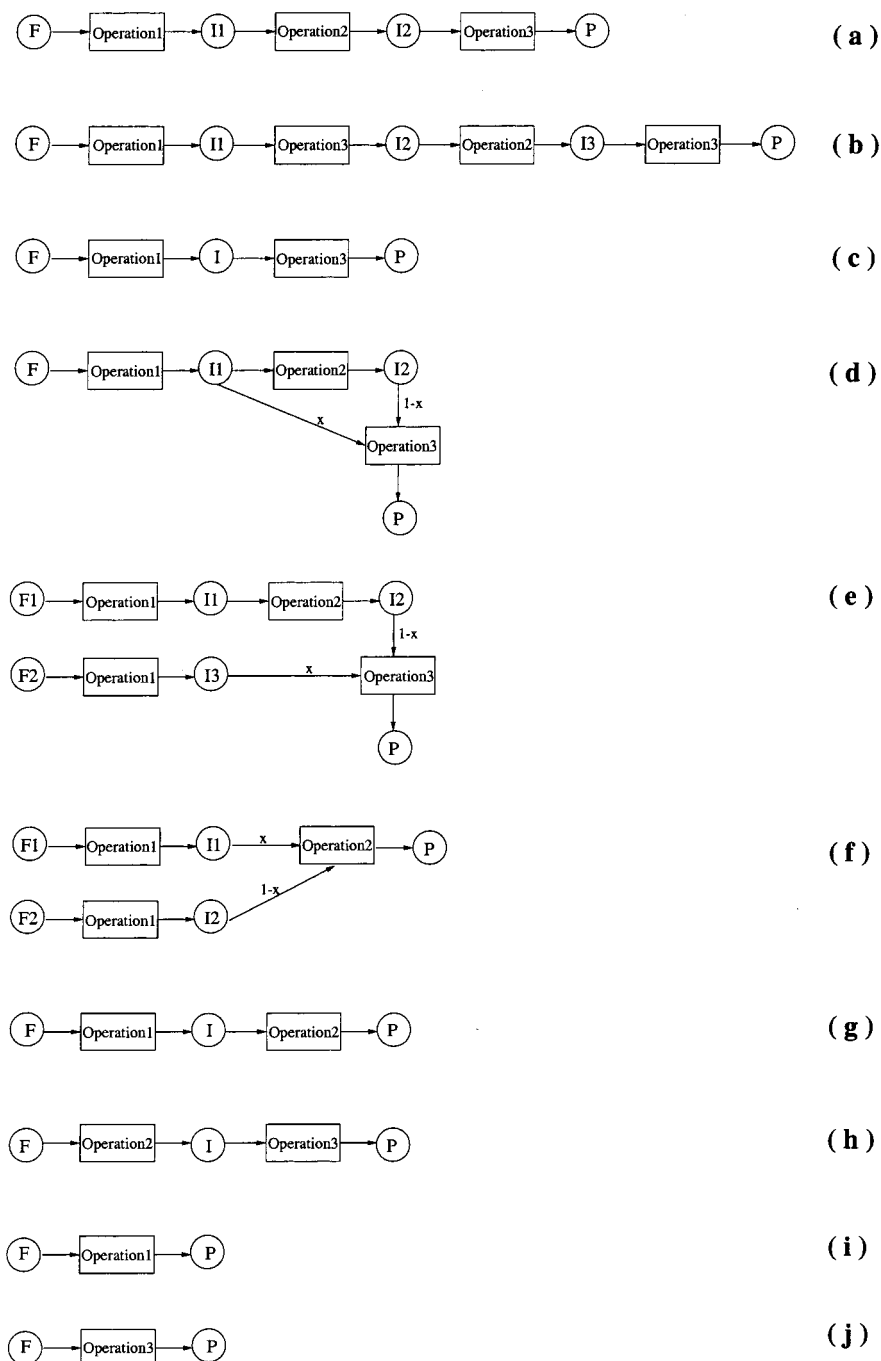 F Operation1 I1 Operation2 I2 Operation3 P ( a )
F Operation1 I1 Operation3 I2 Operation2 I3 Operation3 P ( b )
F Operation1 I Operation3 P ( c )
F Operation1 I1 Operation2 I2 ( d )
x 1-x
Operation3
P
F1 Operation1 I1 Operation2 I2 ( e )
1-x
F2 Operation1 I3 x Operation3
P
F1 Operation1 I1 x Operation2 P ( f )
1-x
F2 Operation1 I2
F Operation1 I Operation2 P ( g )
F Operation2 I Operation3 P ( h )
F Operation1 P ( i )
F Operation3 P ( j )